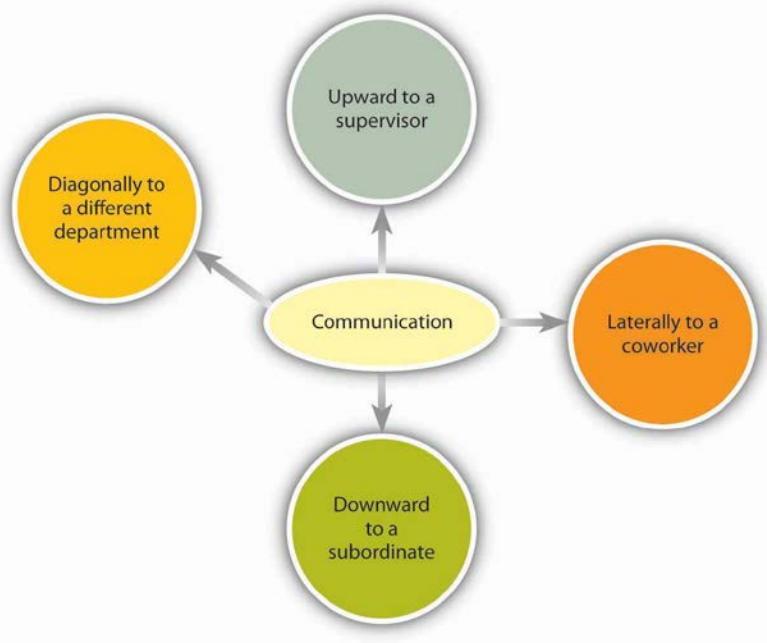 Upward to a
supervisor
Diagonally to
a different
department
Communication
Laterally to a
coworker
Downward
to a
subordinate